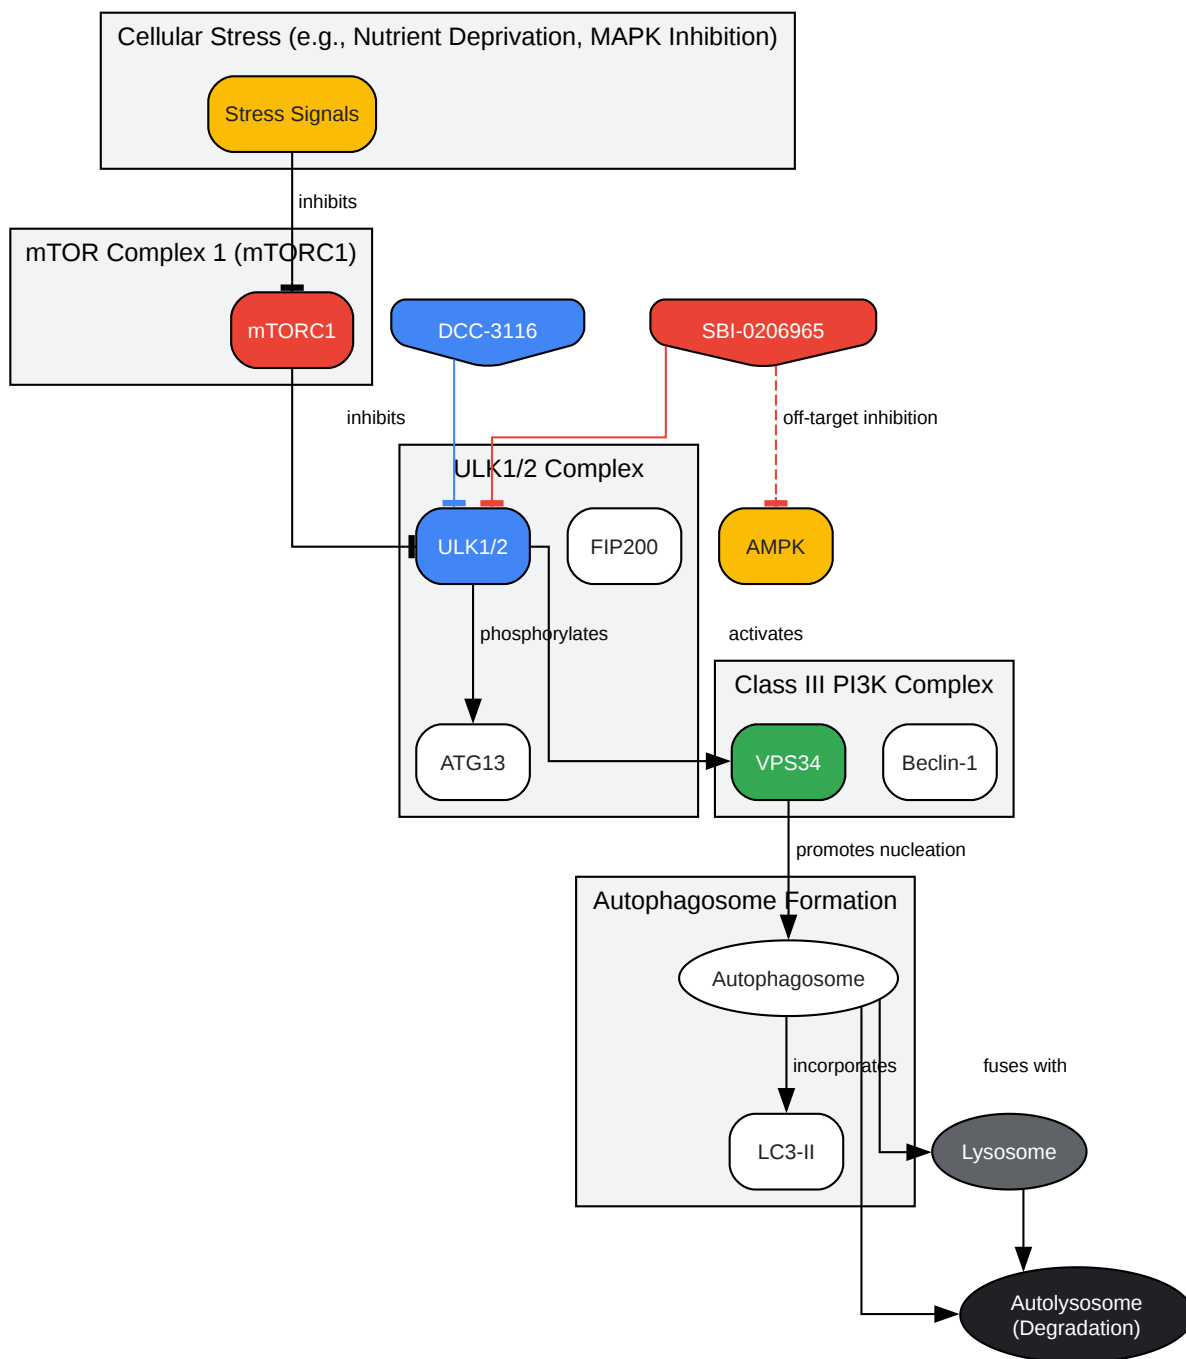 Cellular Stress (e.g., Nutrient Deprivation, MAPK Inhibition)
Stress Signals
inhibits
mTOR Complex 1 (mTORC1)
mTORC1
DCC-3116
SBI-0206965
inhibits
off-target inhibition
ULK1/2 Complex
ULK1/2
FIP200
AMPK
phosphorylates
activates
Class III PI3K Complex
ATG13
VPS34
Beclin-1
promotes nucleation
Autophagosome Formation
Autophagosome
incorporates
fuses with
LC3-II
Lysosome
Autolysosome
(Degradation)